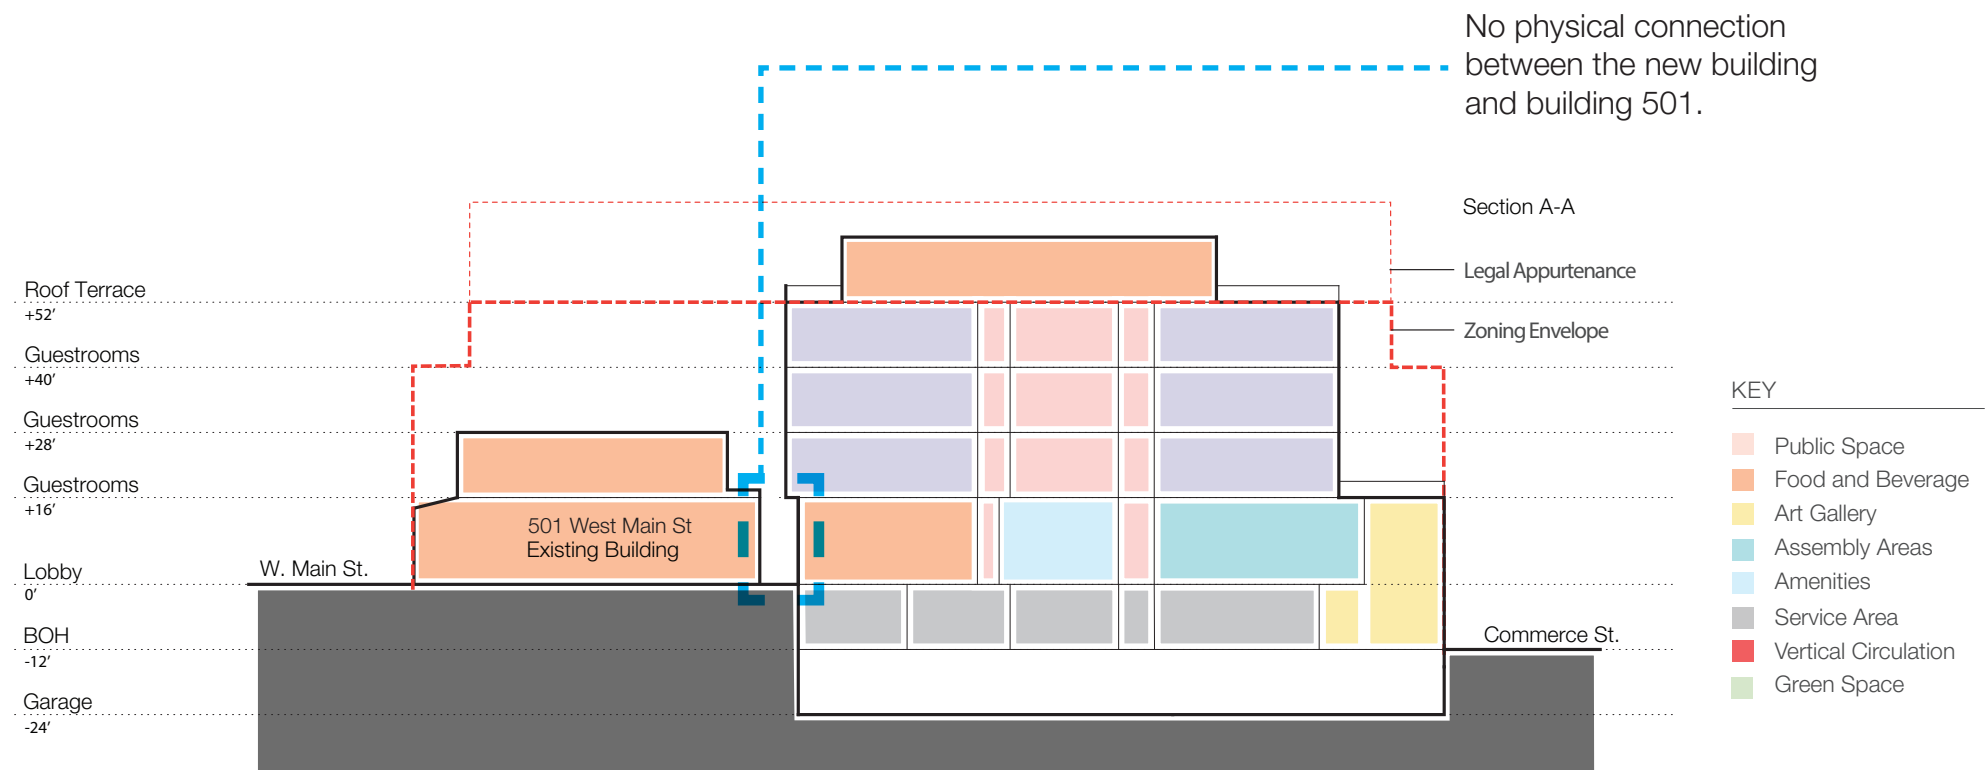 No physical connection
between the new building
and building 501.
Section A-A
Legal Appurtenance
Zoning Envelope
Roof Terrace
+52’
Guestrooms
+40’
Guestrooms
+28’
Guestrooms
+16’
Lobby
0’
BOH
-12’
Garage
-24’
W. Main St.
501 West Main St
Existing Building
Commerce St.
KEY
Public Space
Food and Beverage
Art Gallery
Assembly Areas
Amenities
Service Area
Vertical Circulation
Green Space